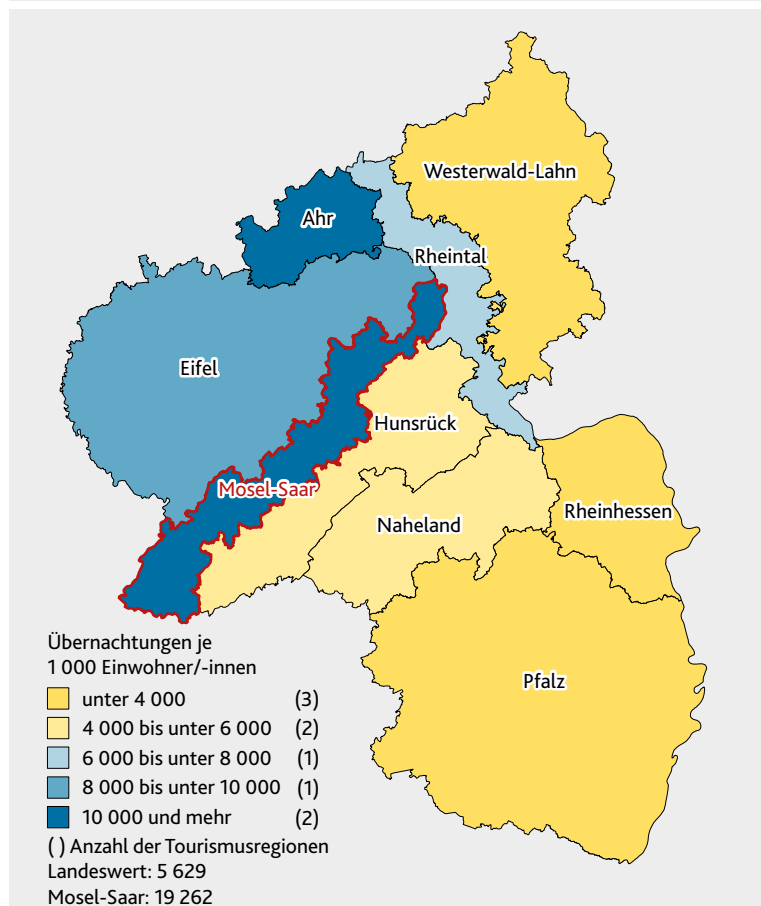 Westerwald-Lahn
Ahr
Rheintal
Eifel
Hunsrück
Mosel-Saar
Rheinhessen
Naheland
Pfalz
Übernachtungen je
1 000 Einwohner/-innen
unter 4 000 (3)
4 000 bis unter 6 000 (2)
6 000 bis unter 8 000 (1)
8 000 bis unter 10 000 (1)
10 000 und mehr (2)
( ) Anzahl der Tourismusregionen
Landeswert: 5 629
Mosel-Saar: 19 262